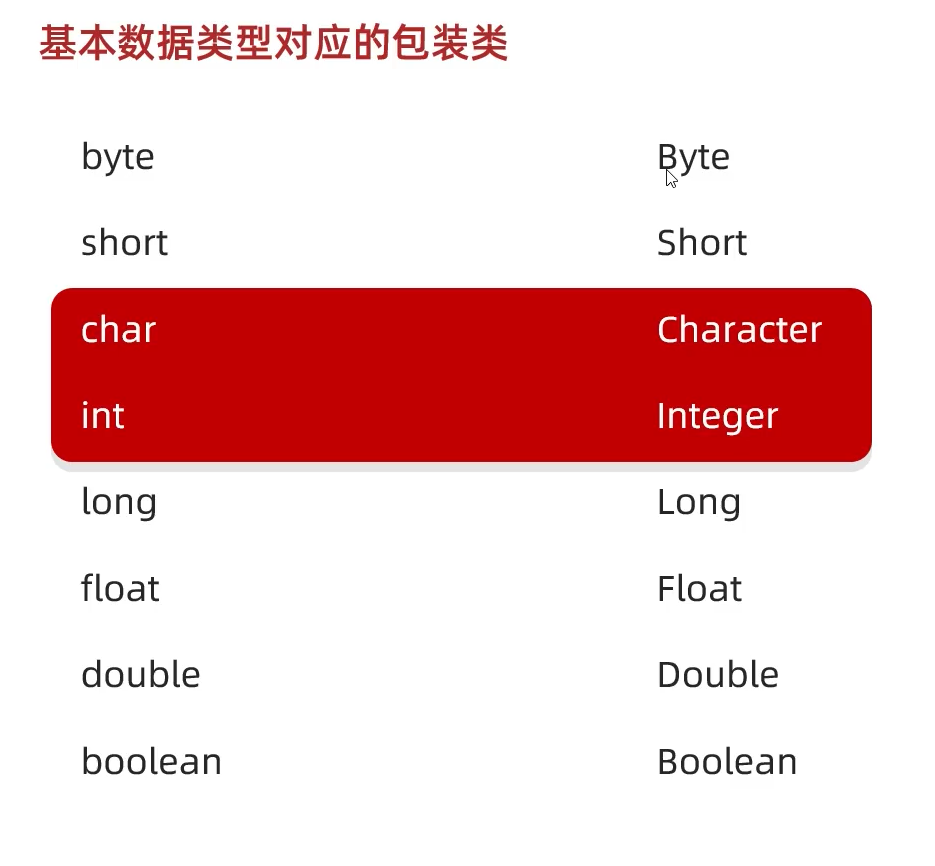 基本数据类型对应的包装类
byte Byte
short Short
char Character
int Integer
long Long
float Float
double Double
boolean Boolean